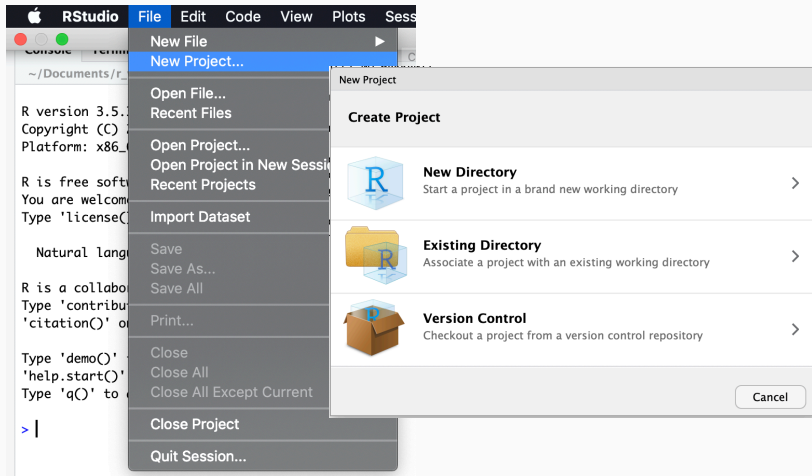 RStudio File Edit Code View Plots Sess
Console
~/Documents/r_
R version 3.5.
Copyright (C)
Platform: x86_
R is free softw
You are welcome
Type 'license()
Natural lang
R is a collabor
Type 'contribut
'citation()' on
Type 'demo()'
'help.start()'
Type 'q()' to
>
New File
New Project...
Open File...
Recent Files
Open Project...
Open Project in New Sessi
Recent Projects
Import Dataset
Save
Save As...
Save All
Print...
Close
Close All
Close All Except Current
Close Project
Quit Session...
New Project
Create Project
R
New Directory
Start a project in a brand new working directory
R
Existing Directory
Associate a project with an existing working directory
Version Control
Checkout a project from a version control repository
Cancel